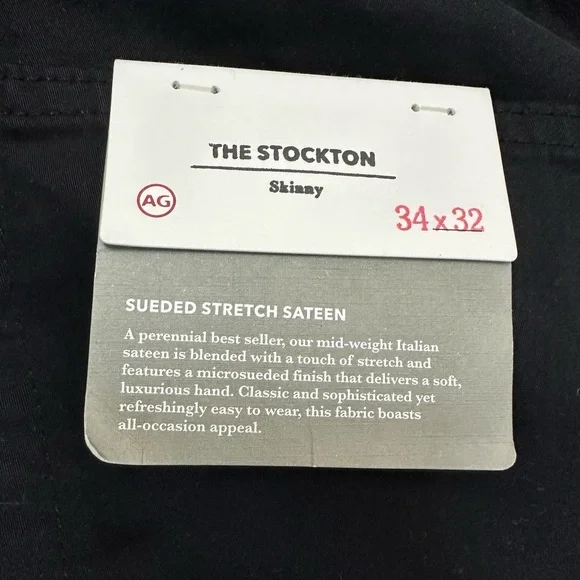 THE STOCKTON
Skinny
AG
34 x 32
SUEDED STRETCH SATEEN
A perennial best seller, our mid-weight Italian
sateen is blended with a touch of stretch and
features a microsueded finish that delivers a soft,
luxurious hand. Classic and sophisticated yet
refreshingly easy to wear, this fabric boasts
all-occasion appeal.